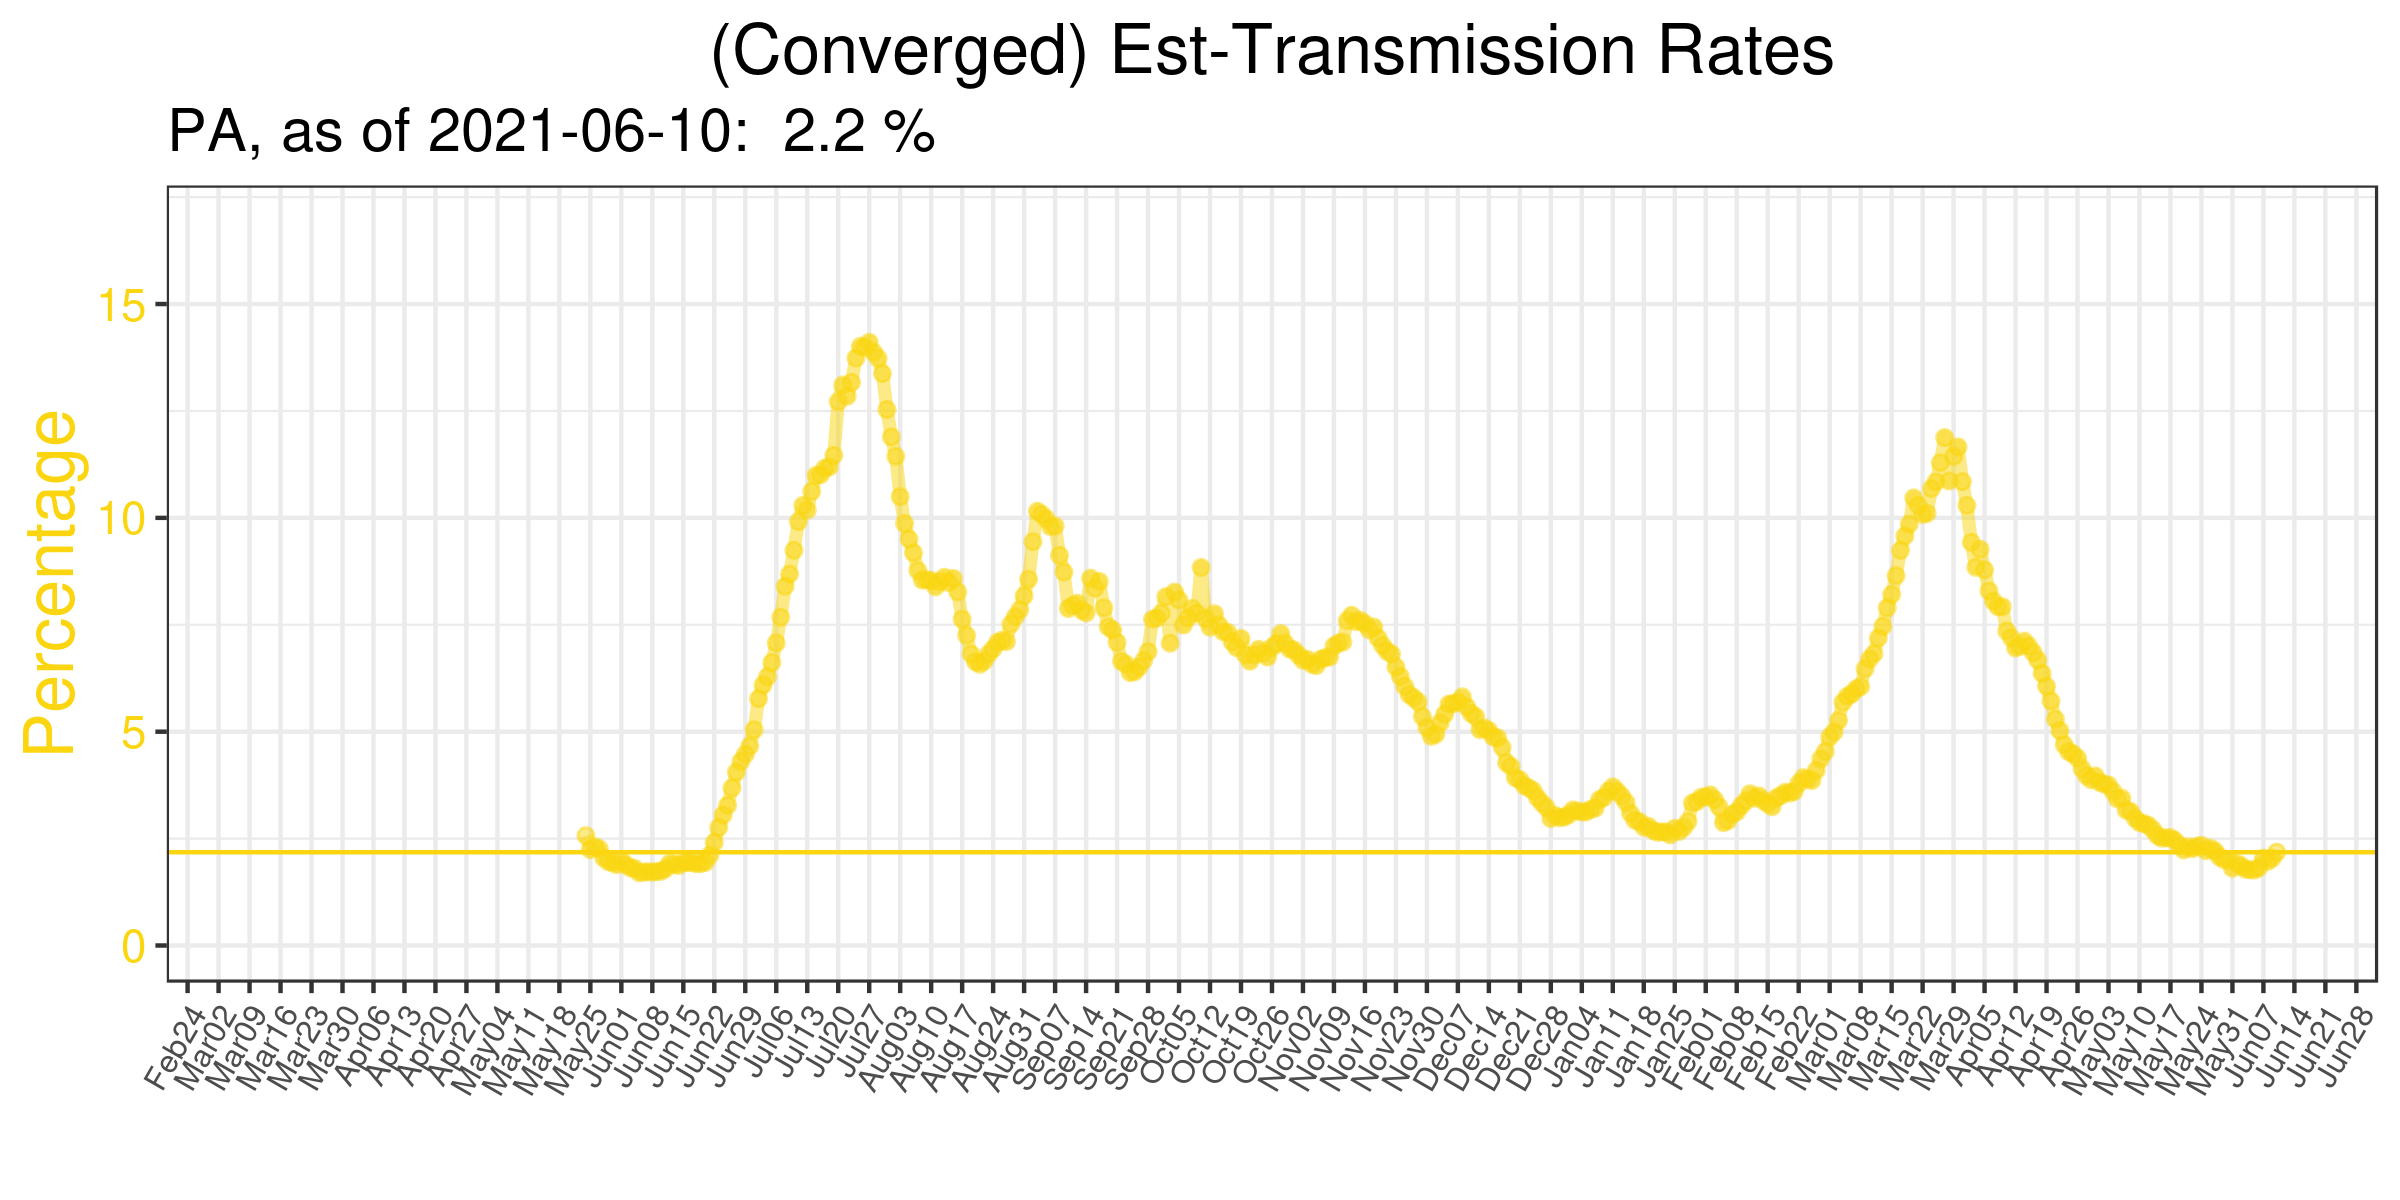 (Converged) Est-Transmission Rates
PA, as of 2021-06-10: 2.2 %
Percentage
15
10
5
0
Feb24
Mar02
Mar09
Mar16
Mar23
Mar30
Apr06
Apr13
Apr20
Apr27
May04
May11
May18
May25
Jun01
Jun08
Jun15
Jun22
Jun29
Jul06
Jul13
Jul20
Jul27
Aug03
Aug10
Aug17
Aug24
Aug31
Sep07
Sep14
Sep21
Sep28
Oct05
Oct12
Oct19
Oct26
Nov02
Nov09
Nov16
Nov23
Nov30
Dec07
Dec14
Dec21
Dec28
Jan04
Jan11
Jan18
Jan25
Feb01
Feb08
Feb15
Feb22
Mar01
Mar08
Mar15
Mar22
Mar29
Apr05
Apr12
Apr19
Apr26
May03
May10
May17
May24
May31
Jun07
Jun14
Jun21
Jun28